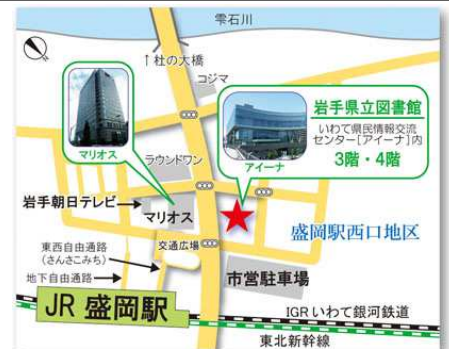 雫石川
↑杜の大橋
コジマ
岩手県立図書館
いわて県民情報交流
センター[アイーナ]内
3階・4階
マリオス
アイーナ
ラウンドワン
岩手朝日テレビ→
マリオス
盛岡駅西口地区
東西自由通路
(さんさこみち)
交通広場
地下自由通路
市営駐車場
JR 盛岡駅
IGRいわて銀河鉄道
東北新幹線